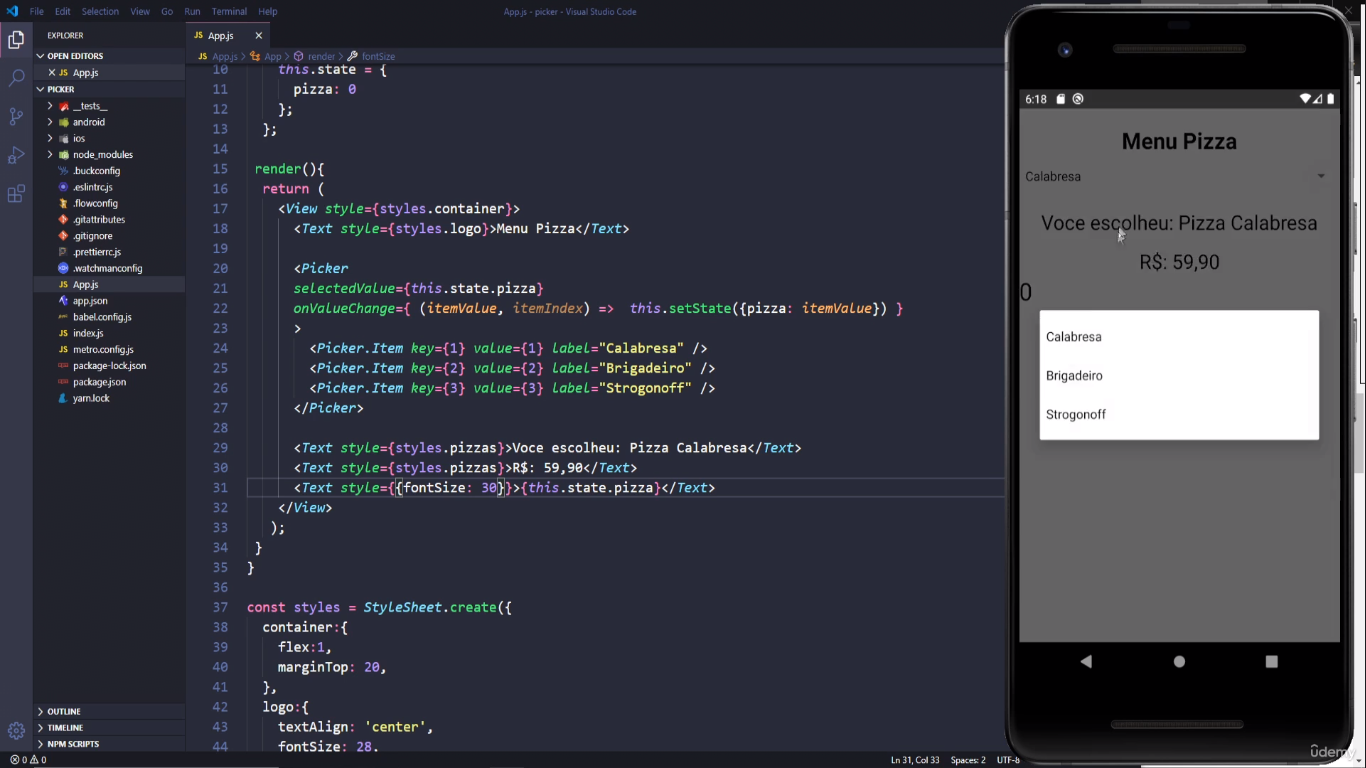 File Edit Selection View Go Run Terminal Help
App.js - picker - Visual Studio Code
EXPLORER
OPEN EDITORS
JS App.js
PICKER
__tests__
android
ios
node_modules
.buckconfig
.eslintrc.js
.flowconfig
.gitattributes
.gitignore
.prettierrc.js
.watchmanconfig
App.js
app.json
babel.config.js
index.js
metro.config.js
package-lock.json
package.json
yarn.lock
OUTLINE
TIMELINE
NPM SCRIPTS
JS App.js
JS App.js > App > render > fontSize
10 this.state = {
11 pizza: 0
12 };
13 };
14
15 render(){
16 return (
17 <View style={styles.container}>
18 <Text style={styles.logo}>Menu Pizza</Text>
19
20 <Picker
21 selectedValue={this.state.pizza}
22 onValueChange={ (itemValue, itemIndex) => this.setState({pizza: itemValue}) }
23 >
24 <Picker.Item key={1} value={1} label="Calabresa" />
25 <Picker.Item key={2} value={2} label="Brigadeiro" />
26 <Picker.Item key={3} value={3} label="Strogonoff" />
27 </Picker>
28
29 <Text style={styles.pizzas}>Voce escolheu: Pizza Calabresa</Text>
30 <Text style={styles.pizzas}>R$: 59,90</Text>
31 <Text style={{fontSize: 30}}>{this.state.pizza}</Text>
32 </View>
33 );
34 }
35 }
36
37 const styles = StyleSheet.create({
38 container:{
39 flex:1,
40 marginTop: 20,
41 },
42 logo:{
43 textAlign: 'center',
44 fontSize: 28,
0 0
Ln 31, Col 33 Spaces: 2 UTF-8
6:18
Menu Pizza
Calabresa
Voce escolheu: Pizza Calabresa
R$: 59,90
0
Calabresa
Brigadeiro
Strogonoff
ûdemy